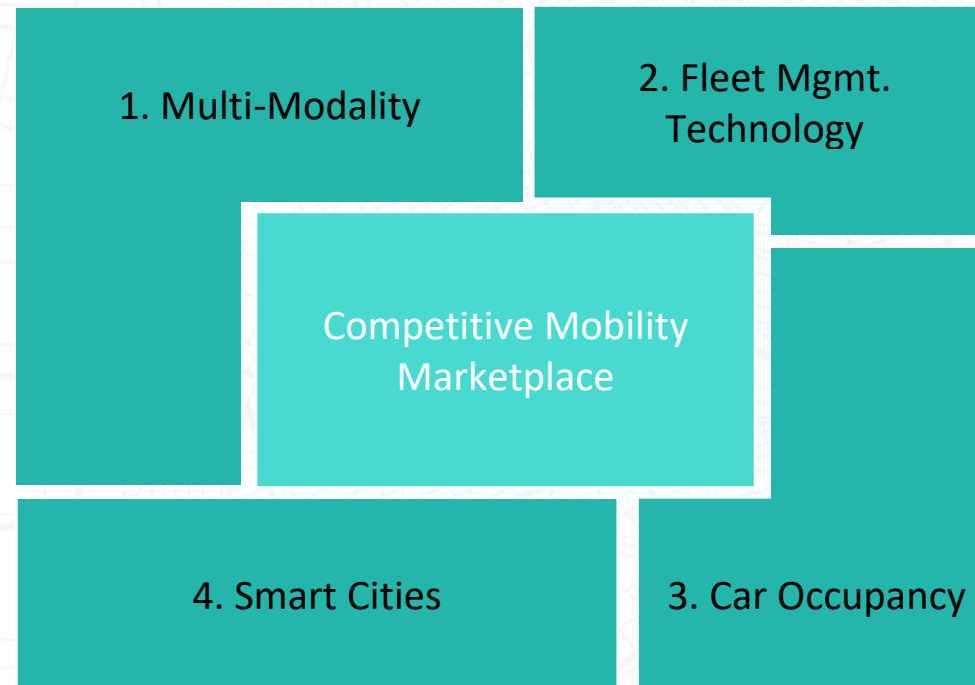 1. Multi-Modality
2. Fleet Mgmt.
Technology
Competitive Mobility
Marketplace
4. Smart Cities
3. Car Occupancy